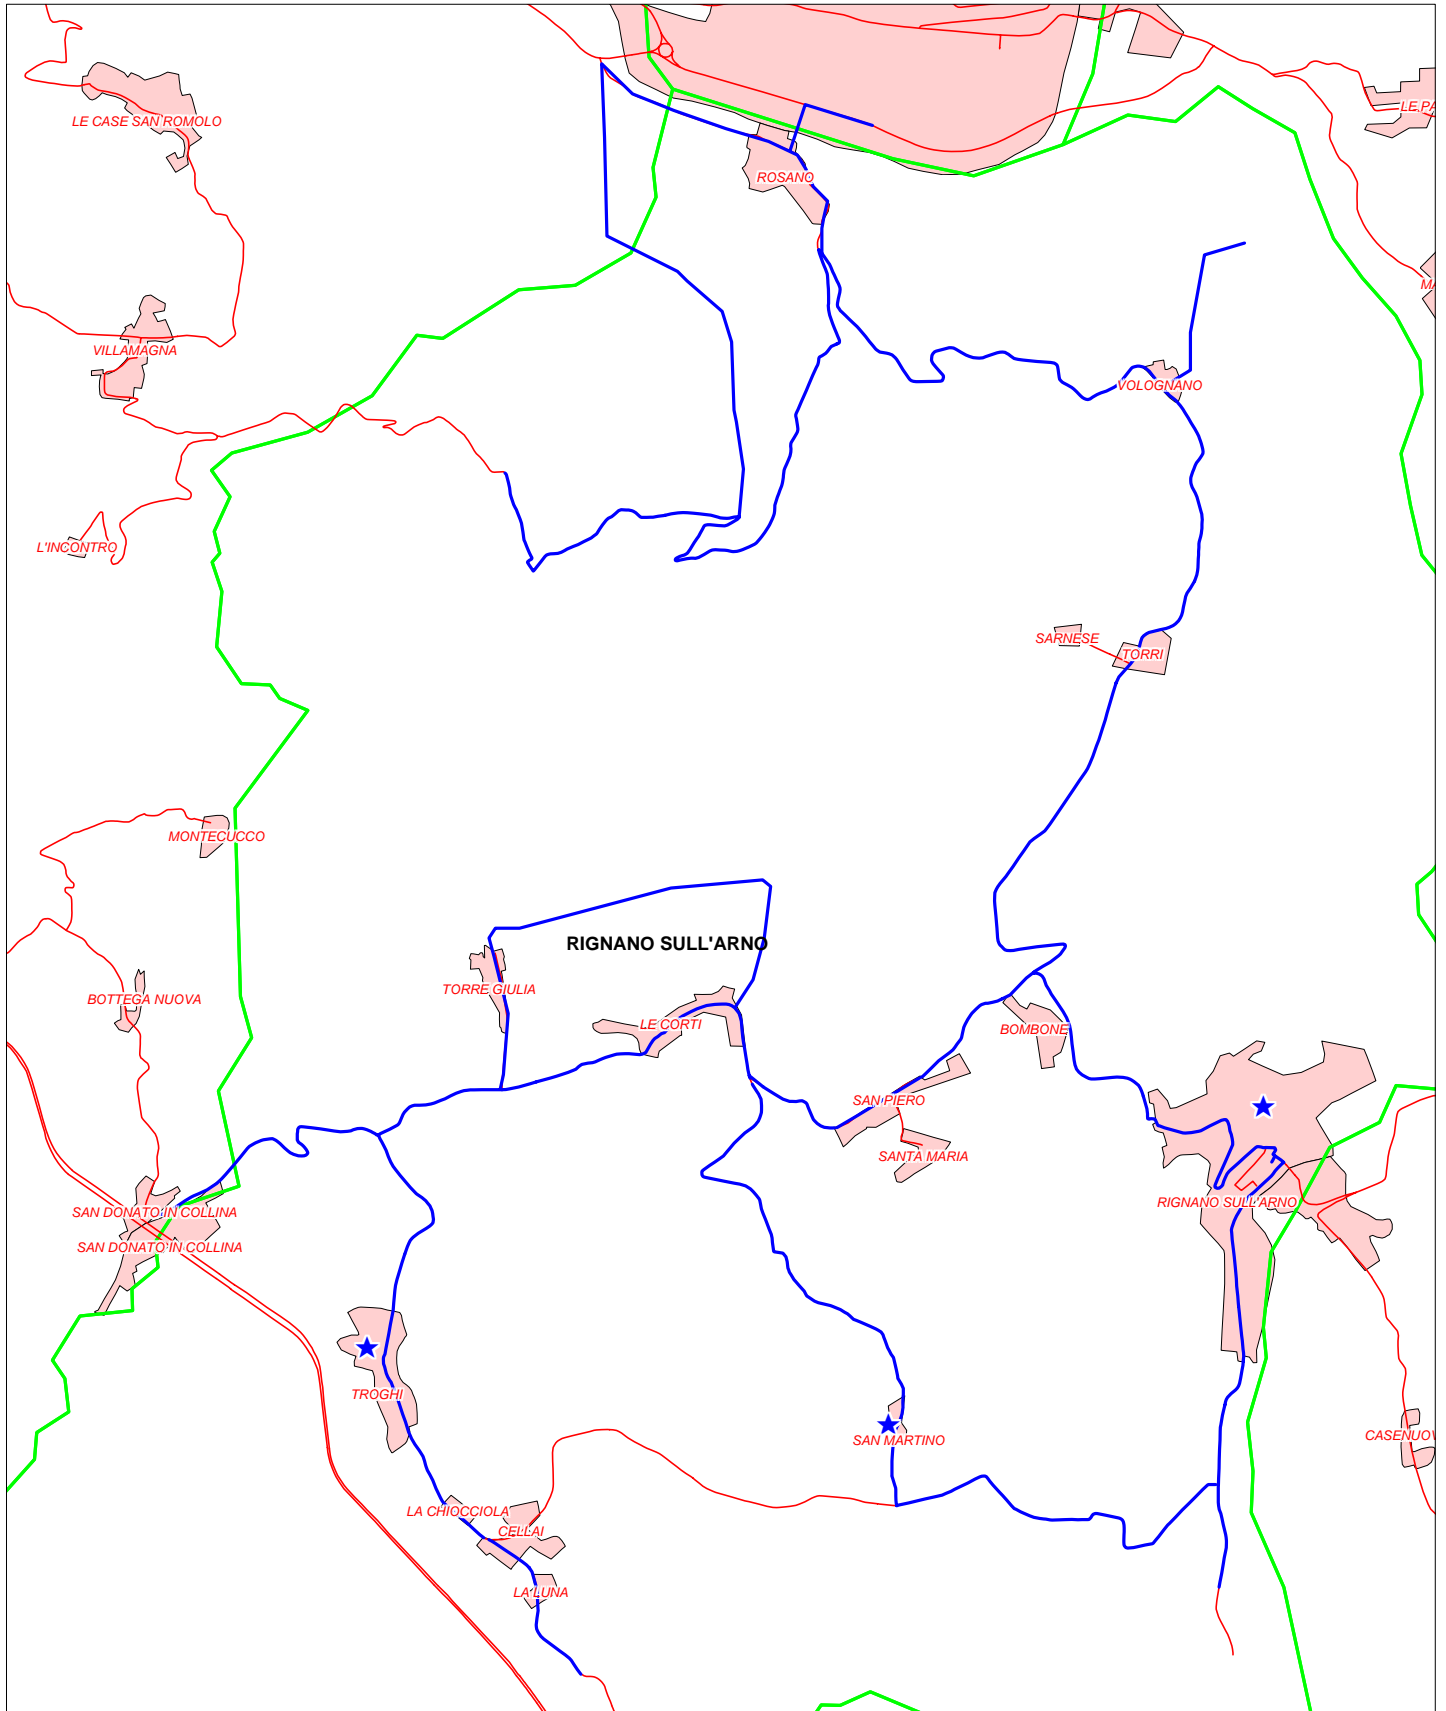 LE PA
LE CASE SAN ROMOLO
ROSANO
MA
VILLAMAGNA
VOLOGNANO
L'INCONTRO
SARNESE
TORRI
MONTECUCCO
RIGNANO SULL'ARNO
TORRE GIULIA
BOTTEGA NUOVA
LE CORTI
BOMBONE
SAN PIERO
SANTA MARIA
RIGNANO SULL'ARNO
SAN DONATO IN COLLINA
SAN DONATO IN COLLINA
TROGHI
CASENUOV
SAN MARTINO
LA CHIOCCIOLA
CELLAI
LA LUNA